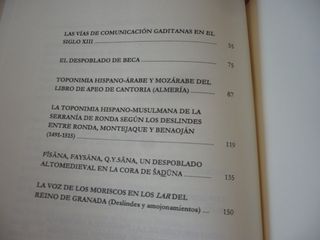 LAS VÍAS DE COMUNICACIÓN GADITANAS EN EL
SIGLO XIII
55
EL DESPOBLADO DE BECA
75
TOPONIMIA HISPANO-ÁRABE Y MOZÁRABE DEL
LIBRO DE APEO DE CANTORIA (ALMERÍA)
87
LA TOPONIMIA HISPANO-MUSULMANA DE LA
SERRANÍA DE RONDA SEGÚN LOS DESLINDES
ENTRE RONDA, MONTEJAQUE Y BENAOJÁN
(1491-1515)
119
FĪSĀNA, FAYSĀNA, Q.Y.SĀNA, UN DESPOBLADO
ALTOMEDIEVAL EN LA CORA DE ŠADŪNA
135
LA VOZ DE LOS MORISCOS EN LOS LAR DEL
REINO DE GRANADA (Deslindes y amojonamientos)
150